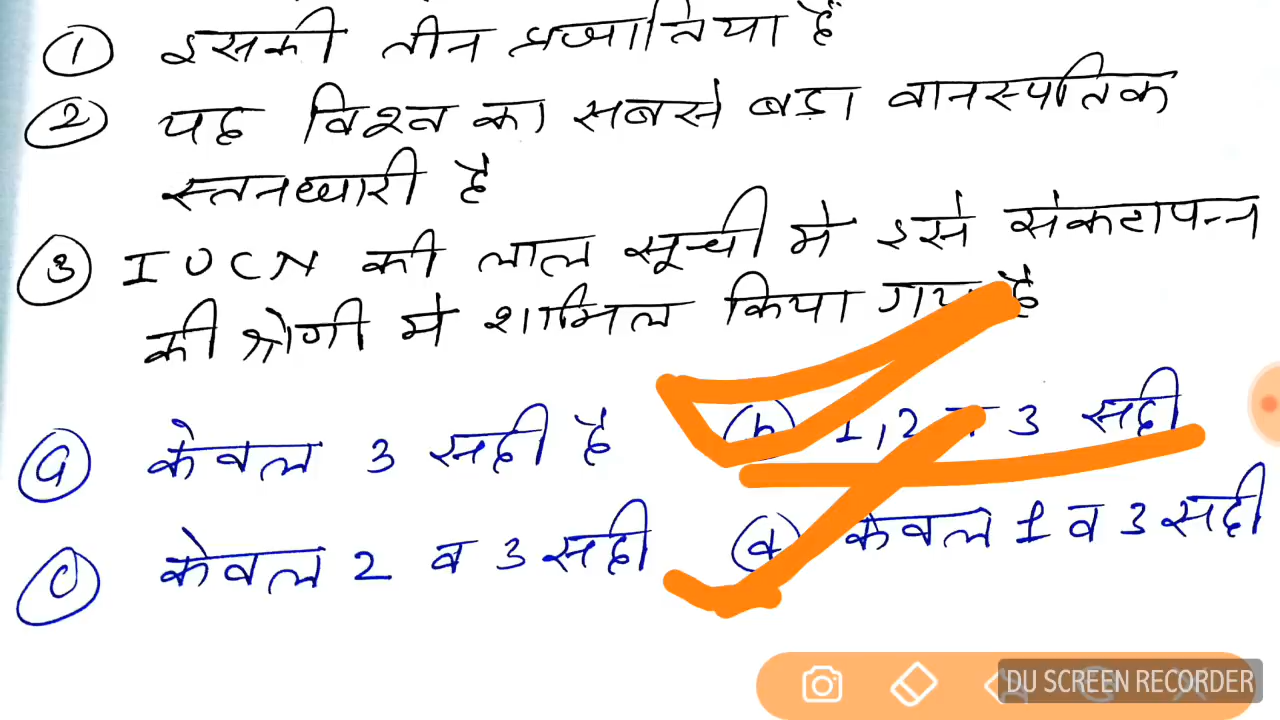 ① इसकी तीन प्रजातिया हैं
② यह विश्व का सबसे बड़ा वानस्पतिक
स्तनधारी है
③ IUCN की लाल सूची में इसे संकटापन्न
की श्रेणी में शामिल किया गया है
ⓐ केवल 3 सही है ⓑ 1,2 व 3 सही
ⓒ केवल 2 व 3 सही ⓓ केवल 1 व 3 सही
DU SCREEN RECORDER